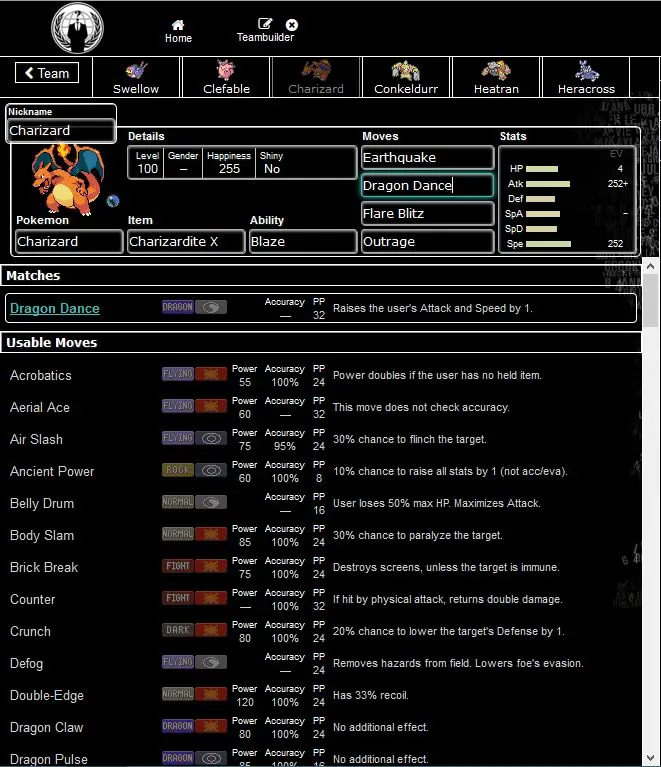 Home
Teambuilder
Team
Swellow
Clefable
Charizard
Conkeldurr
Heatran
Heracross
Nickname
Charizard
Details
Level Gender Happiness Shiny
100 – 255 No
Pokemon
Charizard
Item
Charizardite X
Ability
Blaze
Moves
Earthquake
Dragon Dance
Flare Blitz
Outrage
Stats
EV
HP 4
Atk 252+
Def
SpA –
SpD
Spe 252
Matches
Dragon Dance DRAGON Accuracy — PP 32 Raises the user's Attack and Speed by 1.
Usable Moves
Acrobatics FLYING Power 55 Accuracy 100% PP 24 Power doubles if the user has no held item.
Aerial Ace FLYING Power 60 Accuracy — PP 32 This move does not check accuracy.
Air Slash FLYING Power 75 Accuracy 95% PP 24 30% chance to flinch the target.
Ancient Power ROCK Power 60 Accuracy 100% PP 8 10% chance to raise all stats by 1 (not acc/eva).
Belly Drum NORMAL Accuracy — PP 16 User loses 50% max HP. Maximizes Attack.
Body Slam NORMAL Power 85 Accuracy 100% PP 24 30% chance to paralyze the target.
Brick Break FIGHT Power 75 Accuracy 100% PP 24 Destroys screens, unless the target is immune.
Counter FIGHT Power — Accuracy 100% PP 32 If hit by physical attack, returns double damage.
Crunch DARK Power 80 Accuracy 100% PP 24 20% chance to lower the target's Defense by 1.
Defog FLYING Accuracy — PP 24 Removes hazards from field. Lowers foe's evasion.
Double-Edge NORMAL Power 120 Accuracy 100% PP 24 Has 33% recoil.
Dragon Claw DRAGON Power 80 Accuracy 100% PP 24 No additional effect.
Dragon Pulse DRAGON Power 85 Accuracy 100% PP 16 No additional effect.